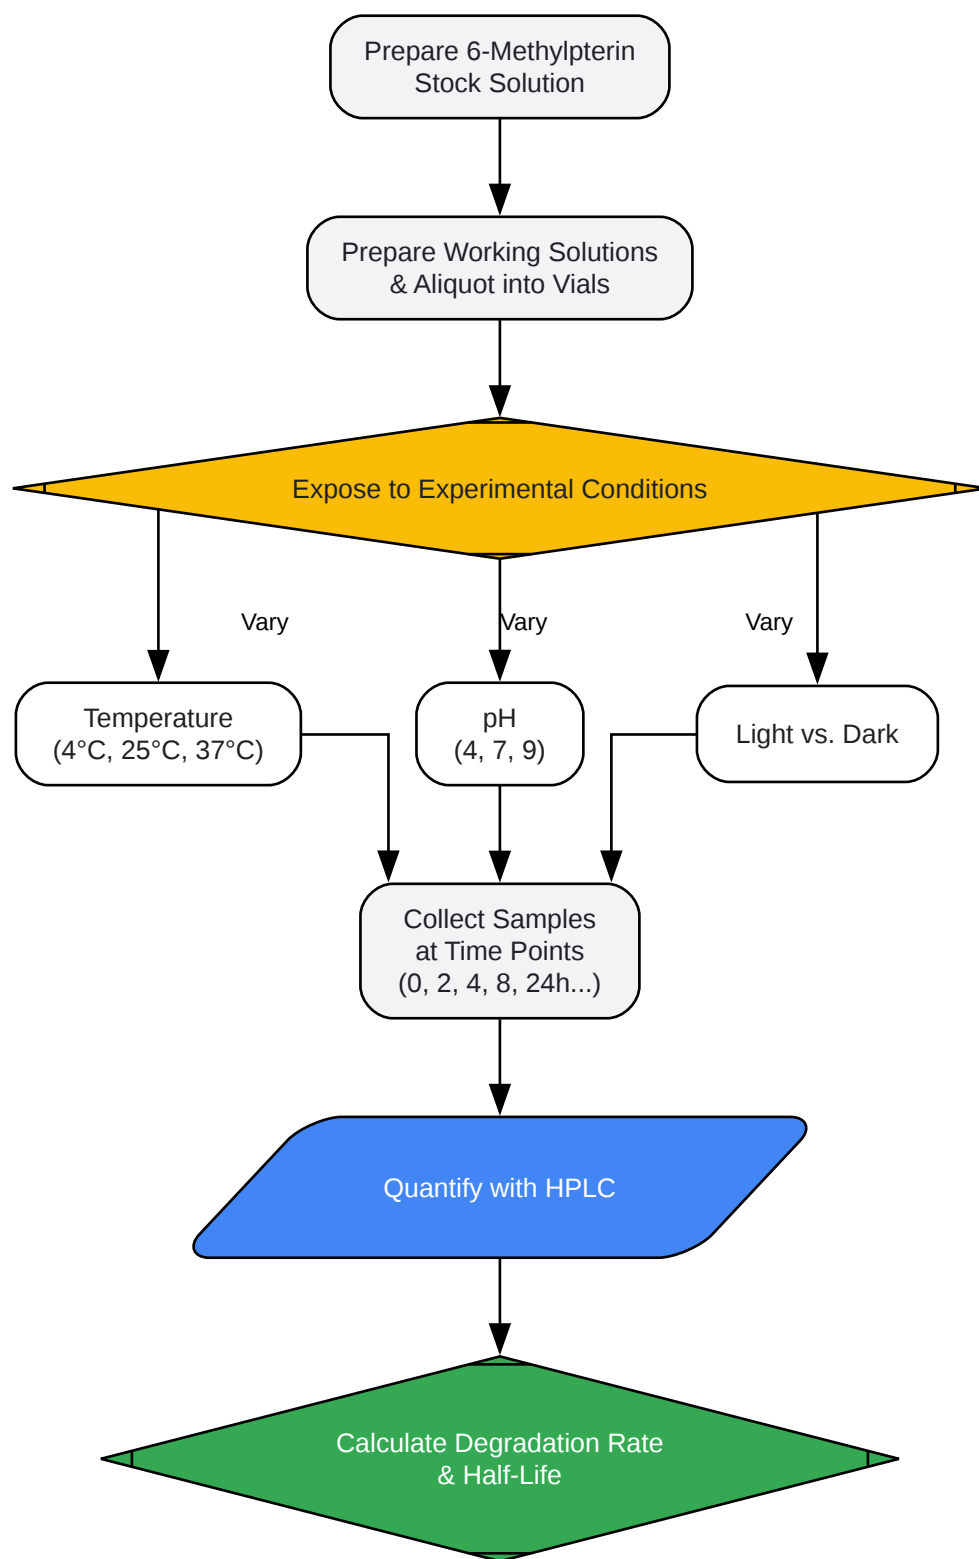 Prepare 6-Methylpterin
Stock Solution
Prepare Working Solutions
& Aliquot into Vials
Expose to Experimental Conditions
Vary
Vary
Vary
Temperature
(4°C, 25°C, 37°C)
pH
(4, 7, 9)
Light vs. Dark
Collect Samples
at Time Points
(0, 2, 4, 8, 24h...)
Quantify with HPLC
Calculate Degradation Rate
& Half-Life